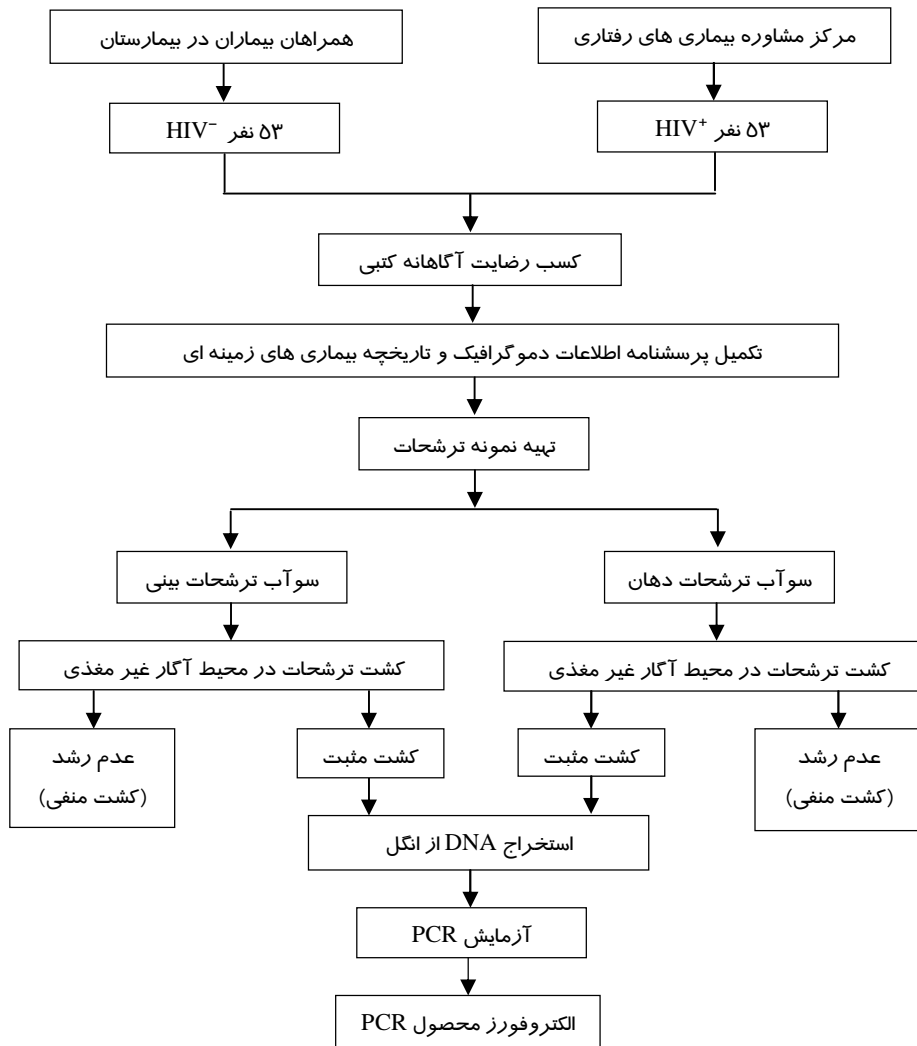 مرکز مشاوره بیماری های رفتاری
همراهان بیماران در بیمارستان
۵۳ نفر HIV⁺
۵۳ نفر HIV⁻
کسب رضایت آگاهانه کتبی
تکمیل پرسشنامه اطلاعات دموگرافیک و تاریخچه بیماری های زمینه ای
تهیه نمونه ترشحات
سوآب ترشحات دهان
سوآب ترشحات بینی
کشت ترشحات در محیط آگار غیر مغذی
کشت ترشحات در محیط آگار غیر مغذی
عدم رشد
(کشت منفی)
کشت مثبت
کشت مثبت
عدم رشد
(کشت منفی)
استخراج DNA از انگل
آزمایش PCR
الکتروفورز محصول PCR